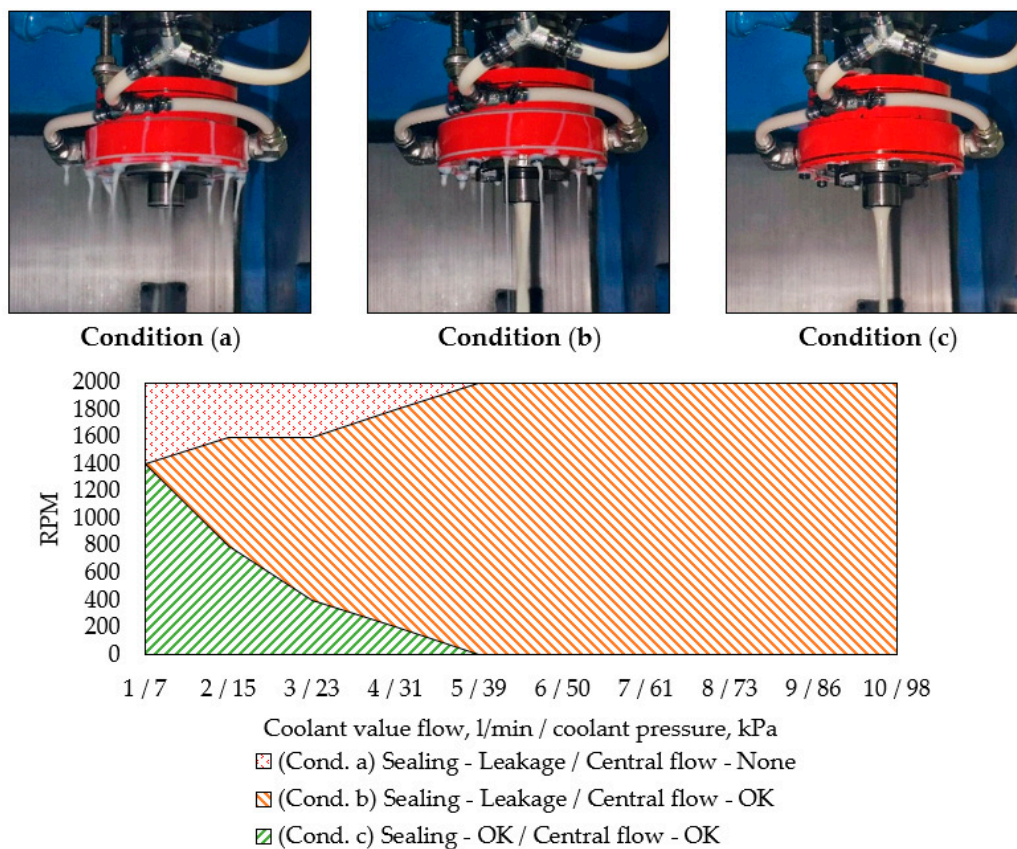 Condition (a)
Condition (b)
Condition (c)
2000
1800
1600
1400
1200
1000
800
600
400
200
0
RPM
1 / 7
2 / 15
3 / 23
4 / 31
5 / 39
6 / 50
7 / 61
8 / 73
9 / 86
10 / 98
Coolant value flow, l/min / coolant pressure, kPa
(Cond. a) Sealing - Leakage / Central flow - None
(Cond. b) Sealing - Leakage / Central flow - OK
(Cond. c) Sealing - OK / Central flow - OK